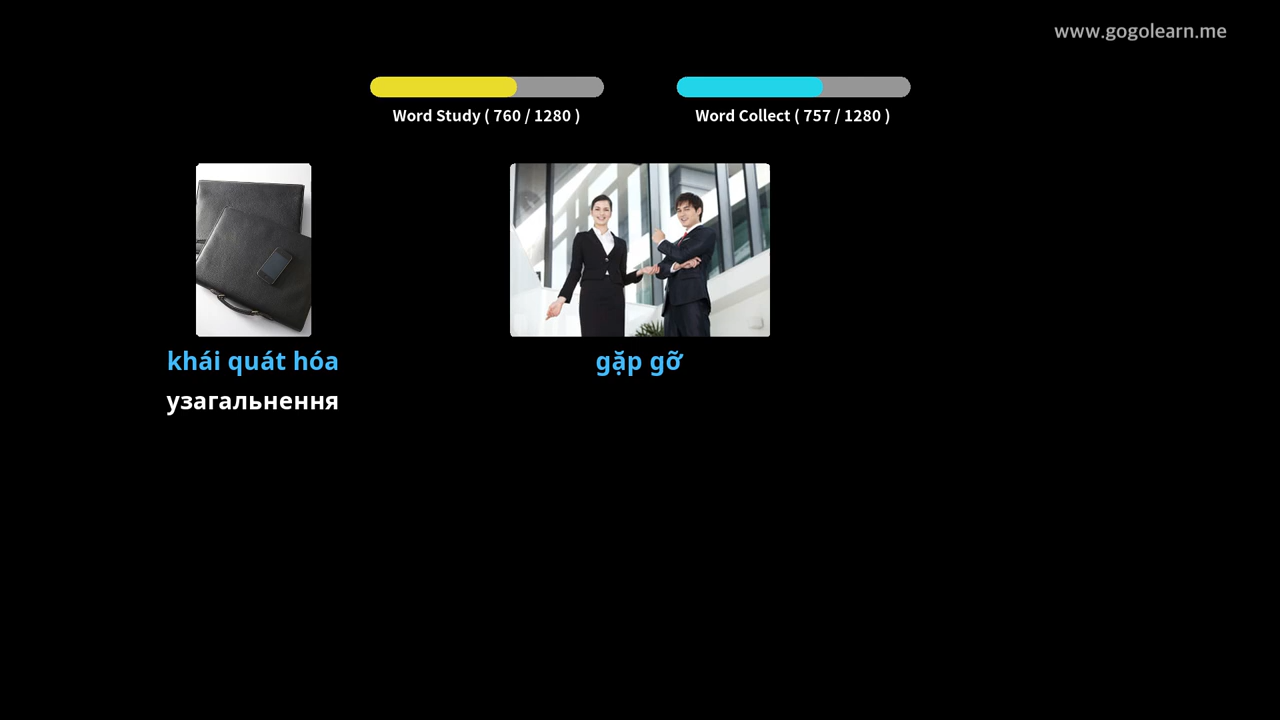 www.gogolearn.me
Word Study ( 760 / 1280 )
Word Collect ( 757 / 1280 )
khái quát hóa
gặp gỡ
узагальнення